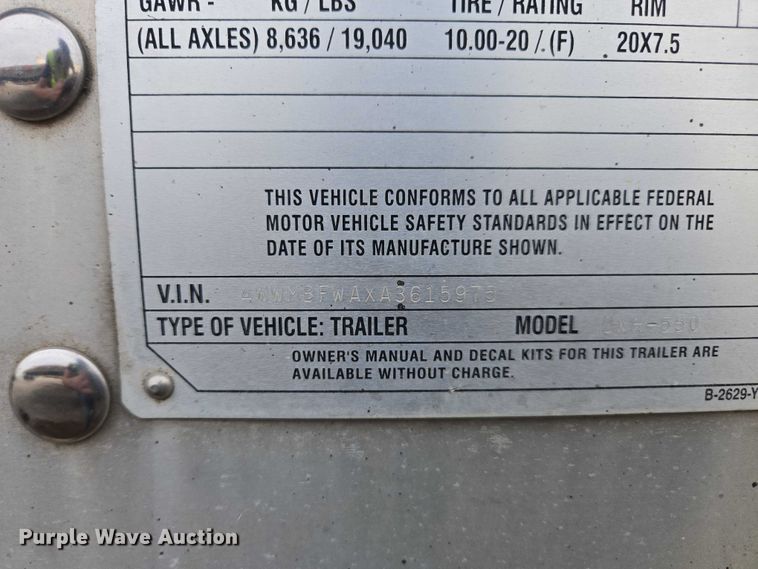 GAWR - KG / LBS TIRE / RATING RIM
(ALL AXLES) 8,636 / 19,040 10.00-20 / (F) 20X7.5
THIS VEHICLE CONFORMS TO ALL APPLICABLE FEDERAL
MOTOR VEHICLE SAFETY STANDARDS IN EFFECT ON THE
DATE OF ITS MANUFACTURE SHOWN.
V.I.N.
TYPE OF VEHICLE: TRAILER MODEL
OWNER'S MANUAL AND DECAL KITS FOR THIS TRAILER ARE
AVAILABLE WITHOUT CHARGE.
B-2629-Y
Purple Wave Auction